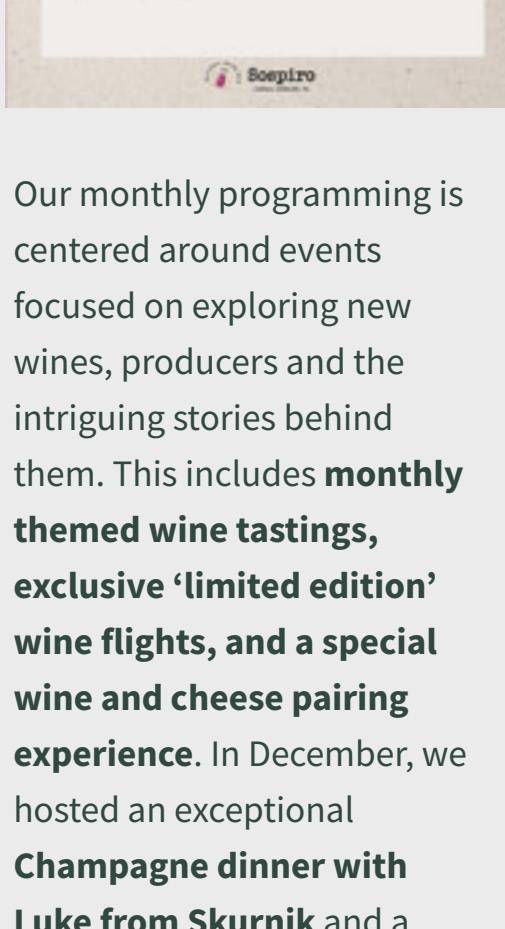 Sospiro
Our monthly programming is
centered around events
focused on exploring new
wines, producers and the
intriguing stories behind
them. This includes monthly
themed wine tastings,
exclusive ‘limited edition’
wine flights, and a special
wine and cheese pairing
experience. In December, we
hosted an exceptional
Champagne dinner with
Luke from Skurnik and a